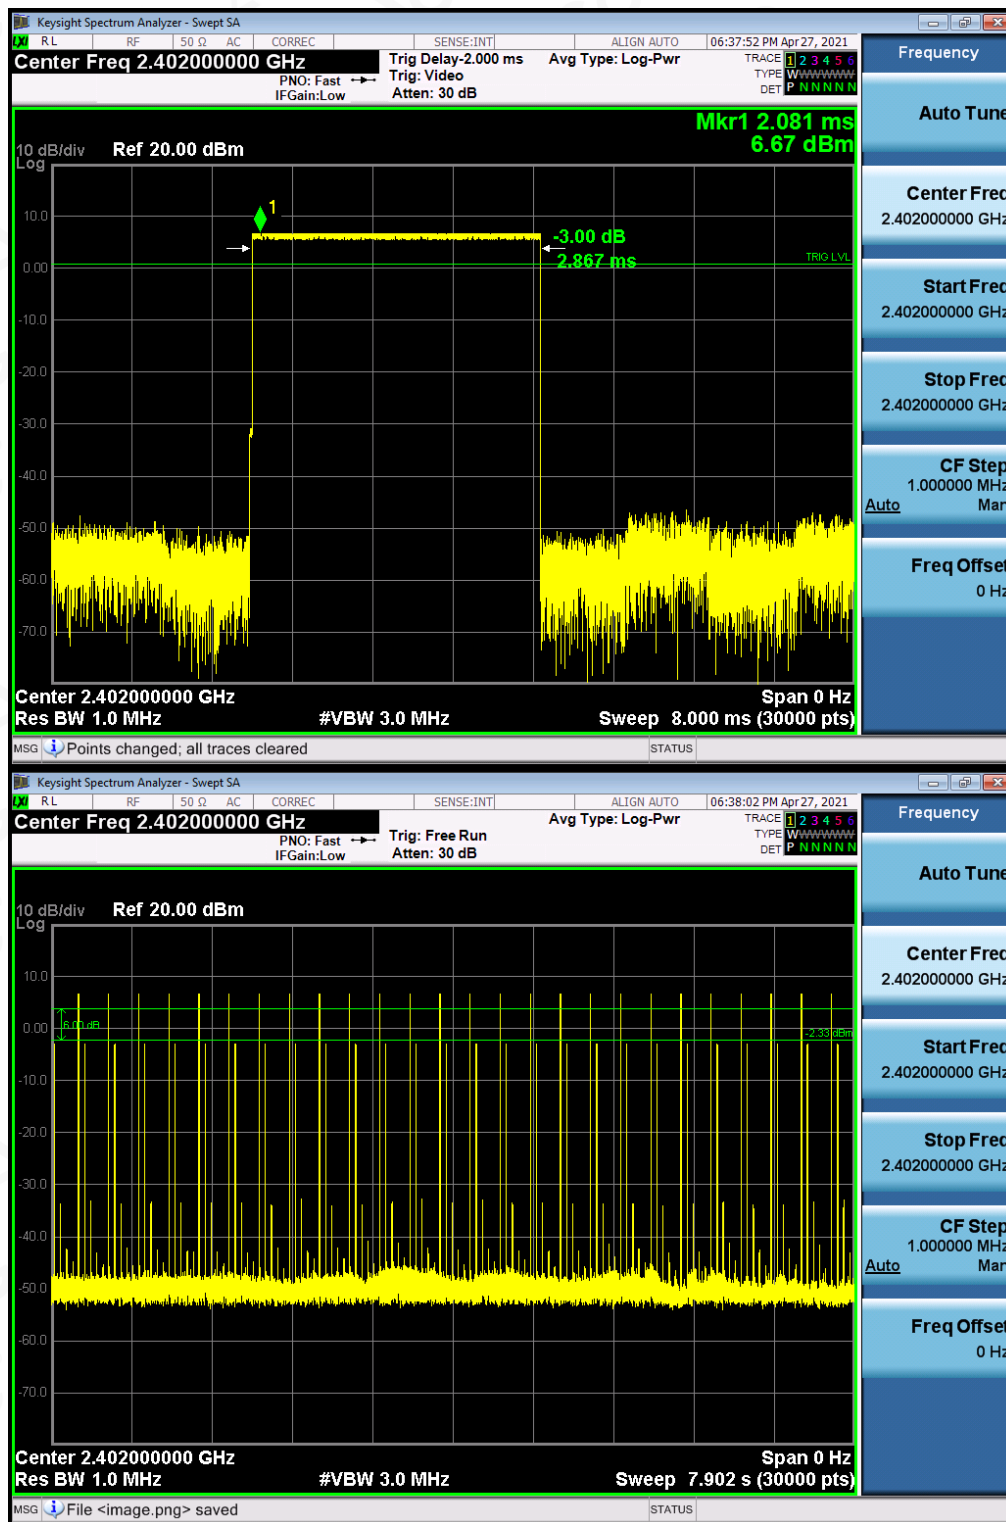 Keysight Spectrum Analyzer - Swept SA
LXI RL RF 50 Ω AC CORREC SENSE:INT ALIGN AUTO 06:37:52 PM Apr 27, 2021
Center Freq 2.402000000 GHz Trig Delay-2.000 ms Avg Type: Log-Pwr TRACE 1 2 3 4 5 6
PNO: Fast Trig: Video TYPE WWWWWWW
IFGain:Low Atten: 30 dB DET P N N N N N
Mkr1 2.081 ms
6.67 dBm
10 dB/div Ref 20.00 dBm
Log
10.0
1
-3.00 dB
2.867 ms
TRIG LVL
0.00
-10.0
-20.0
-30.0
-40.0
-50.0
-60.0
-70.0
Center 2.402000000 GHz Span 0 Hz
Res BW 1.0 MHz #VBW 3.0 MHz Sweep 8.000 ms (30000 pts)
MSG Points changed; all traces cleared STATUS
Frequency
Auto Tune
Center Freq
2.402000000 GHz
Start Freq
2.402000000 GHz
Stop Freq
2.402000000 GHz
CF Step
1.000000 MHz
Auto Man
Freq Offset
0 Hz
Keysight Spectrum Analyzer - Swept SA
LXI RL RF 50 Ω AC CORREC SENSE:INT ALIGN AUTO 06:38:02 PM Apr 27, 2021
Center Freq 2.402000000 GHz Avg Type: Log-Pwr TRACE 1 2 3 4 5 6
PNO: Fast Trig: Free Run TYPE WWWWWWW
IFGain:Low Atten: 30 dB DET P N N N N N
10 dB/div Ref 20.00 dBm
Log
10.0
6.00 dB
0.00
-2.33 dBm
-10.0
-20.0
-30.0
-40.0
-50.0
-60.0
-70.0
Center 2.402000000 GHz Span 0 Hz
Res BW 1.0 MHz #VBW 3.0 MHz Sweep 7.902 s (30000 pts)
MSG File <image.png> saved STATUS
Frequency
Auto Tune
Center Freq
2.402000000 GHz
Start Freq
2.402000000 GHz
Stop Freq
2.402000000 GHz
CF Step
1.000000 MHz
Auto Man
Freq Offset
0 Hz